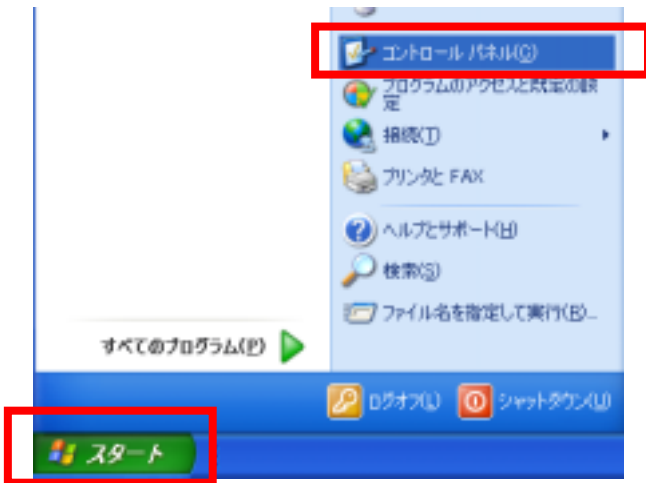 コントロール パネル(C)
プログラムのアクセスと既定の設
定
接続(T)
プリンタと FAX
ヘルプとサポート(H)
検索(S)
ファイル名を指定して実行(R)...
すべてのプログラム(P)
ログオフ(L)
シャットダウン(U)
スタート